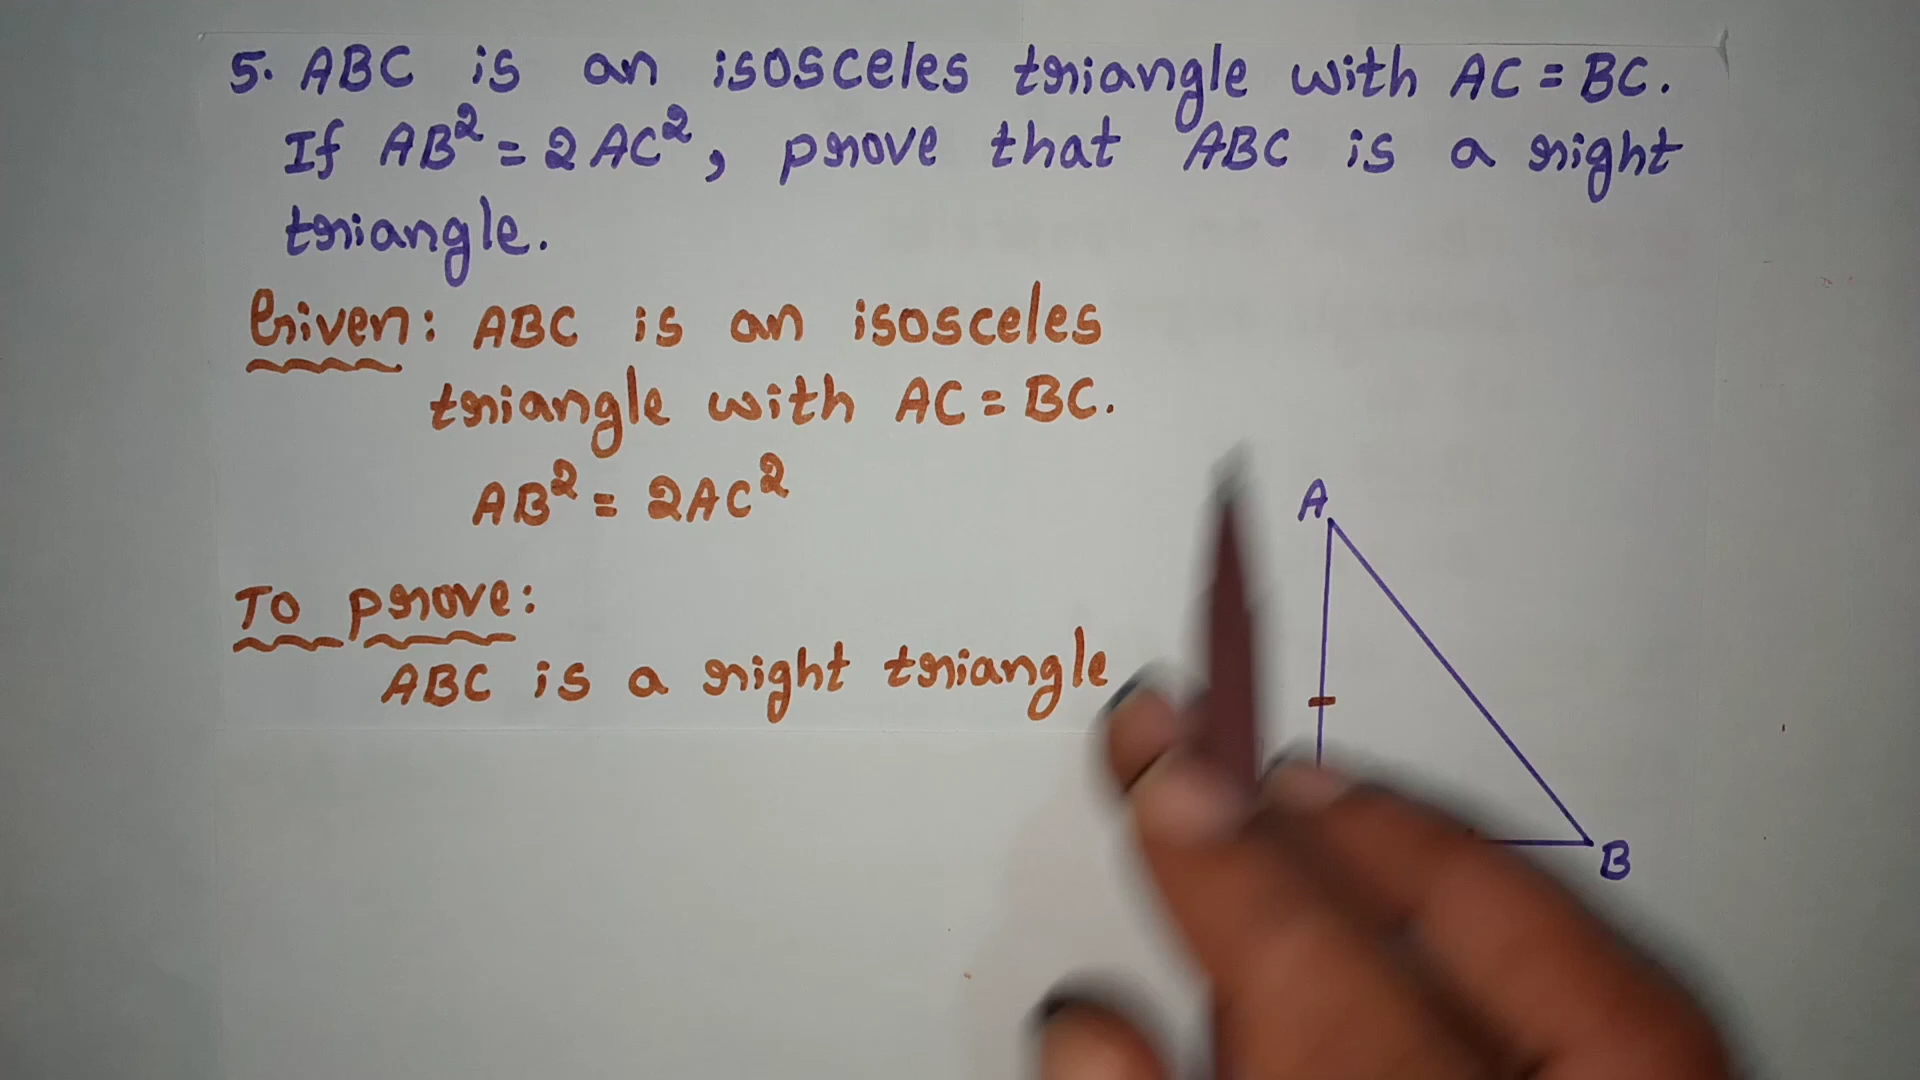 5. ABC is an isosceles triangle with AC = BC.
If AB² = 2AC², prove that ABC is a right
triangle.
Given: ABC is an isosceles
triangle with AC = BC.
AB² = 2AC²
To prove:
ABC is a right triangle
A
B